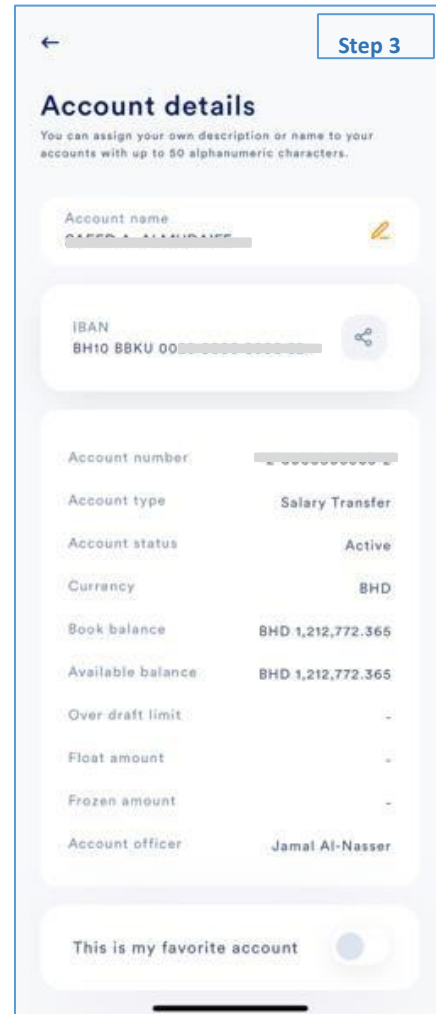 Step 3
Account details
You can assign your own description or name to your
accounts with up to 50 alphanumeric characters.
Account name
IBAN
BH10 BBKU 00
Account number
Account type Salary Transfer
Account status Active
Currency BHD
Book balance BHD 1,212,772.365
Available balance BHD 1,212,772.365
Over draft limit -
Float amount -
Frozen amount -
Account officer Jamal Al-Nasser
This is my favorite account